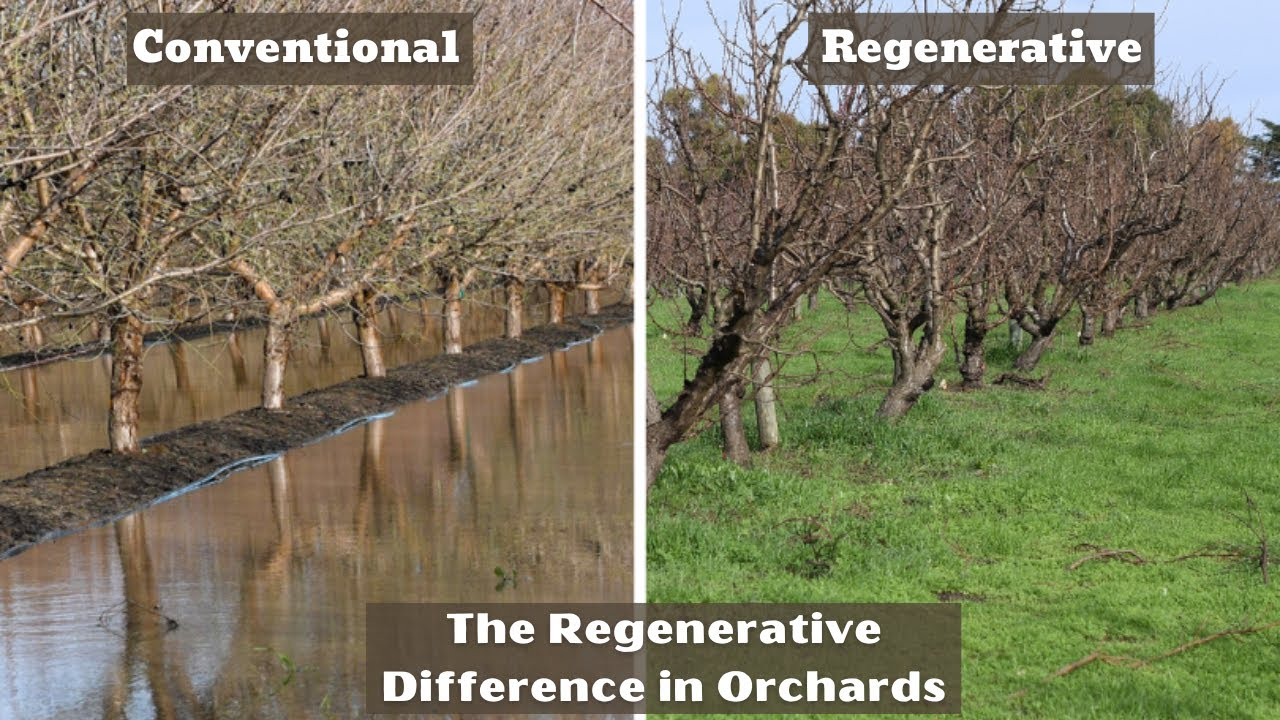 Conventional
Regenerative
The Regenerative
Difference in Orchards